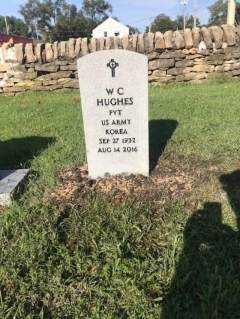 W C
HUGHES
PVT
US ARMY
KOREA
SEP 27 1932
AUG 14 2016